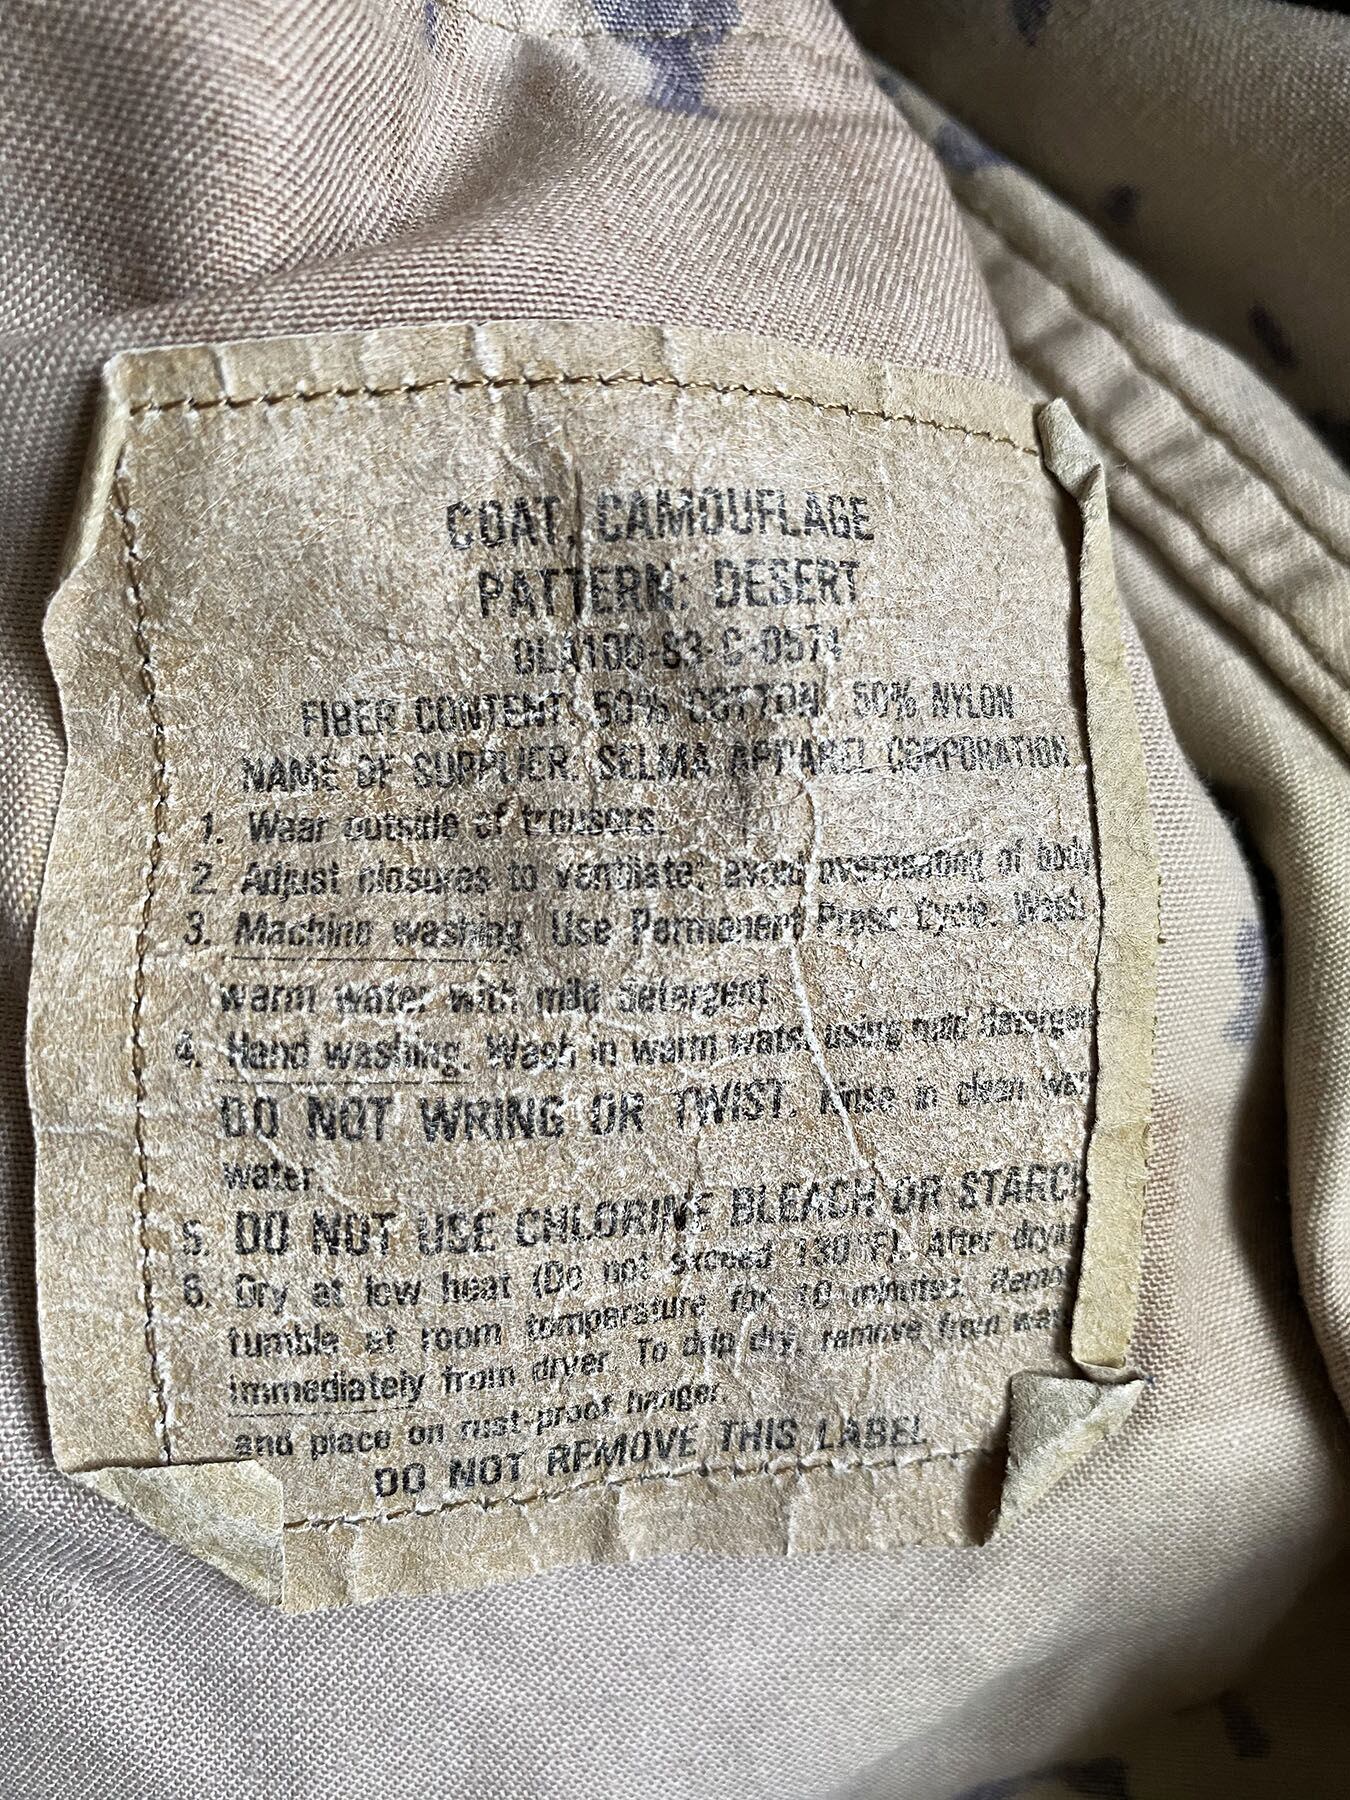 COAT, CAMOUFLAGE
PATTERN: DESERT
DLA100-83-C-0574
FIBER CONTENT: 50% COTTON, 50% NYLON
NAME OF SUPPLIER: SELMA APPAREL CORPORATION
1. Wear outside of trousers.
2. Adjust closures to ventilate; avoid overheating of body
3. Machine washing. Use Permanent Press Cycle. Wash
warm water with mild detergent.
4. Hand washing. Wash in warm water using mild
DO NOT WRING OR TWIST. Rinse in clean
water.
5. DO NOT USE CHLORINE BLEACH OR STARCH
6. Dry at low heat (Do not exceed 130°F). After
tumble at room temperature for 10 minutes.
immediately from dryer. To drip dry, remove from
and place on rust-proof hanger.
DO NOT REMOVE THIS LABEL